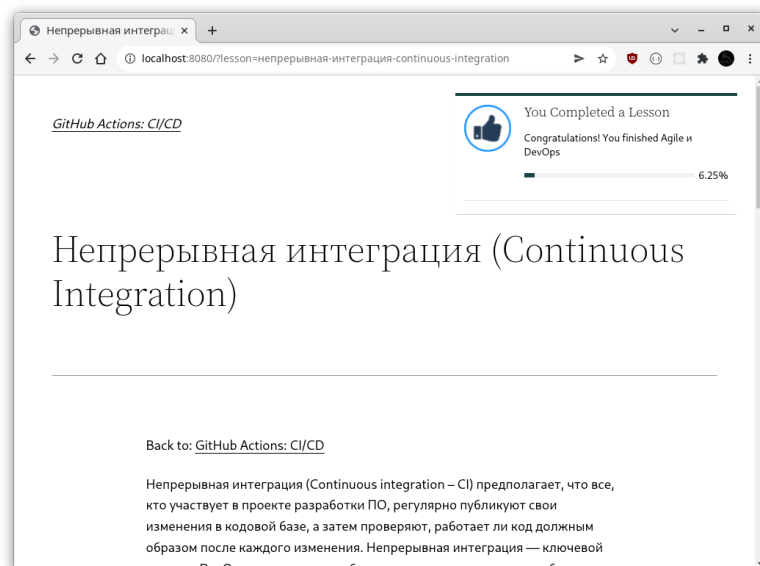 Непрерывная интеграц
localhost:8080/?lesson=непрерывная-интеграция-continuous-integration
GitHub Actions: CI/CD
You Completed a Lesson
Congratulations! You finished Agile и
DevOps
6.25%
Непрерывная интеграция (Continuous
Integration)
Back to: GitHub Actions: CI/CD
Непрерывная интеграция (Continuous integration – CI) предполагает, что все,
кто участвует в проекте разработки ПО, регулярно публикуют свои
изменения в кодовой базе, а затем проверяют, работает ли код должным
образом после каждого изменения. Непрерывная интеграция — ключевой